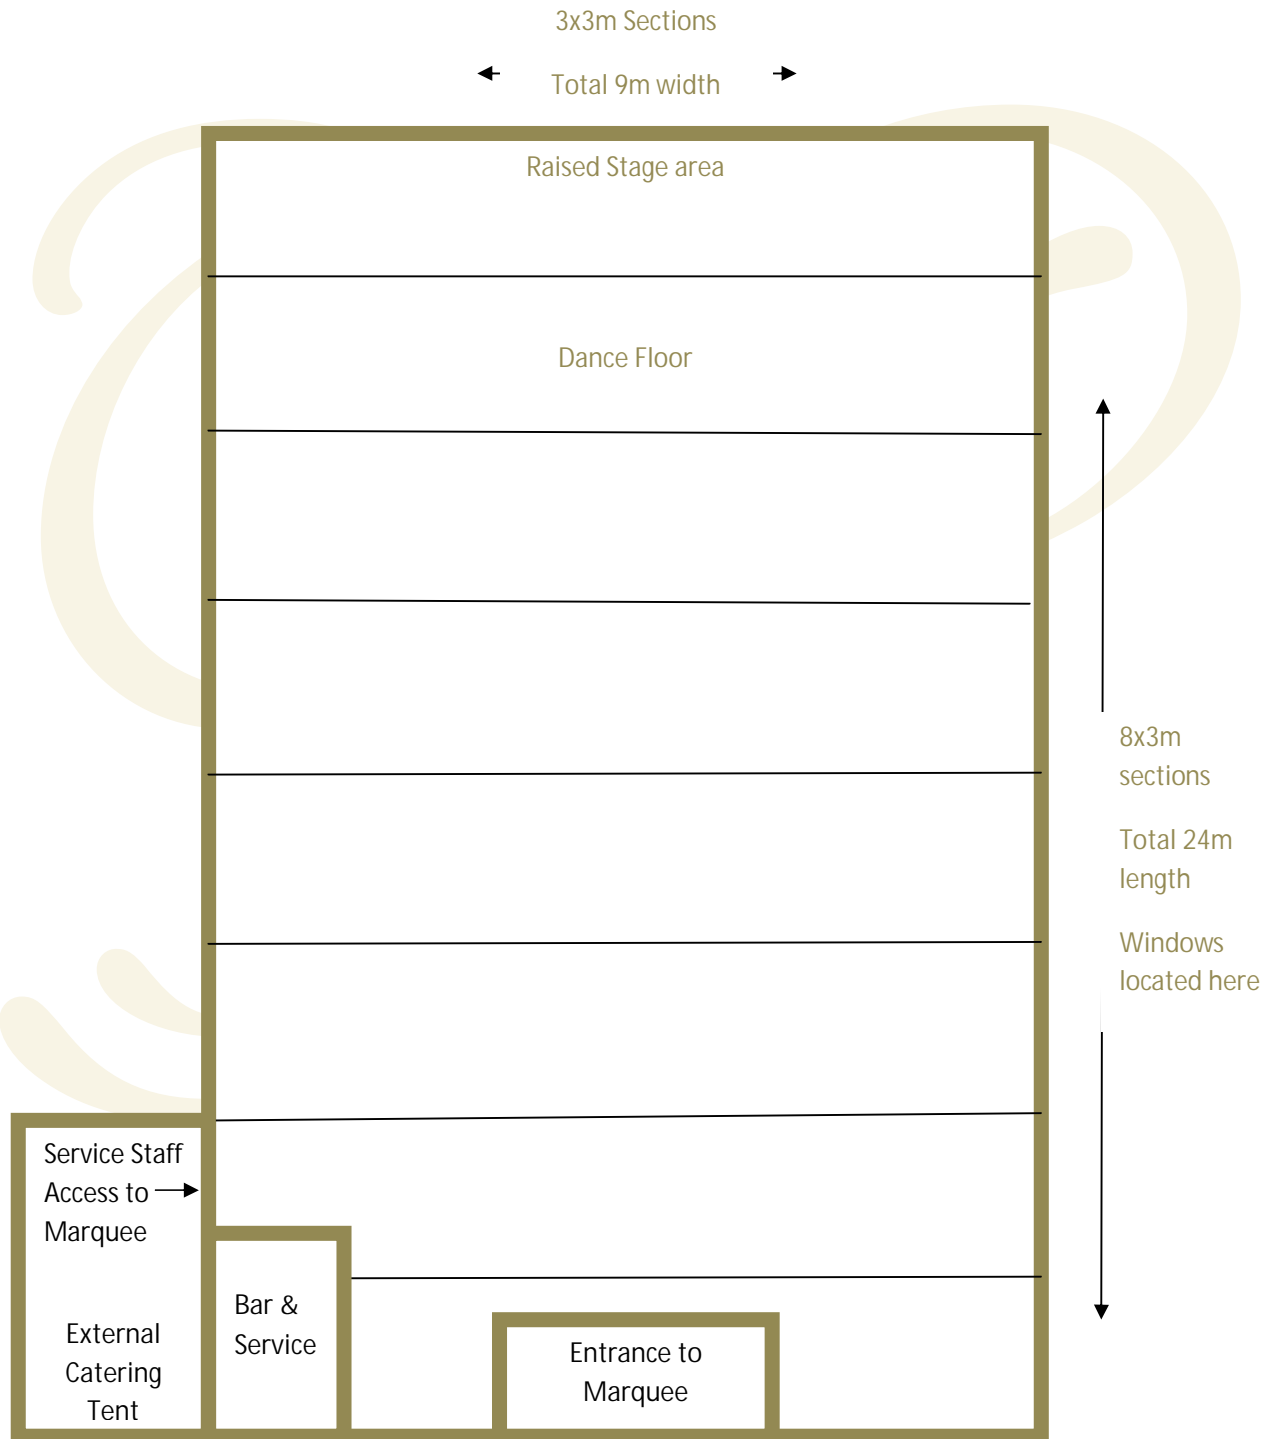 3x3m Sections
Total 9m width
Raised Stage area
Dance Floor
8x3m
sections
Total 24m
length
Windows
located here
Service Staff
Access to
Marquee
External
Catering
Tent
Bar &
Service
Entrance to
Marquee